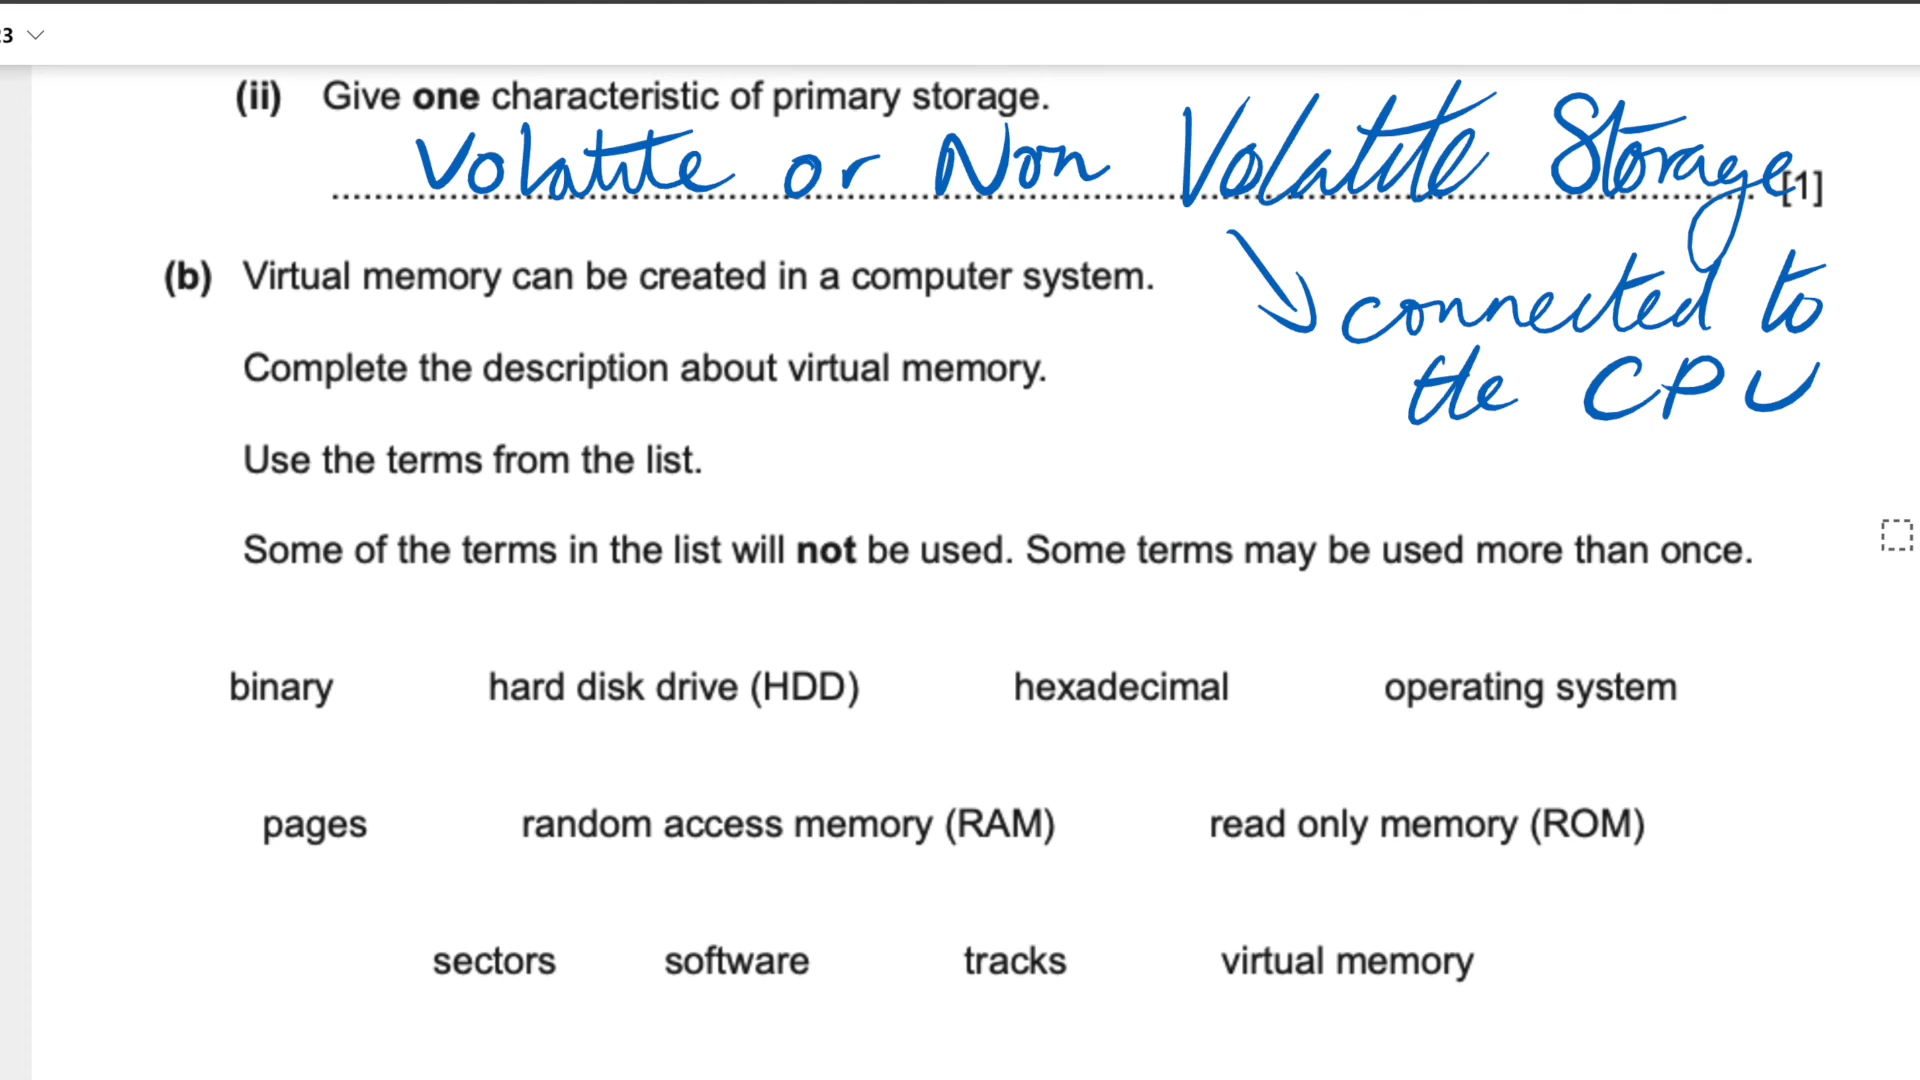 23
(ii) Give one characteristic of primary storage.
Volatile or Non Volatile Storage
[1]
(b) Virtual memory can be created in a computer system.
connected to
the CPU
Complete the description about virtual memory.
Use the terms from the list.
Some of the terms in the list will not be used. Some terms may be used more than once.
binary hard disk drive (HDD) hexadecimal operating system
pages random access memory (RAM) read only memory (ROM)
sectors software tracks virtual memory